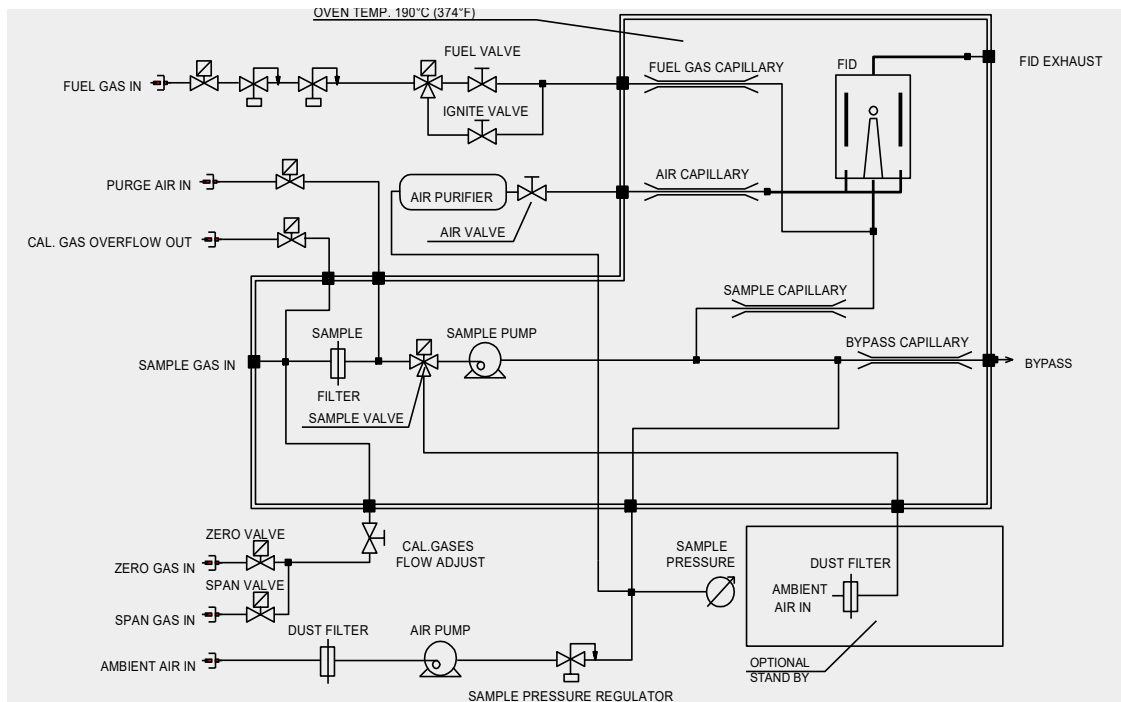 OVEN TEMP. 190°C (374°F)
FUEL VALVE
FUEL GAS IN
FUEL GAS CAPILLARY
FID
FID EXHAUST
IGNITE VALVE
PURGE AIR IN
AIR PURIFIER
AIR CAPILLARY
AIR VALVE
CAL. GAS OVERFLOW OUT
SAMPLE CAPILLARY
SAMPLE
FILTER
SAMPLE PUMP
BYPASS CAPILLARY
SAMPLE GAS IN
BYPASS
SAMPLE VALVE
ZERO VALVE
CAL.GASES
FLOW ADJUST
SAMPLE
PRESSURE
ZERO GAS IN
DUST FILTER
AMBIENT
AIR IN
SPAN VALVE
SPAN GAS IN
DUST FILTER
AIR PUMP
AMBIENT AIR IN
OPTIONAL
STAND BY
SAMPLE PRESSURE REGULATOR